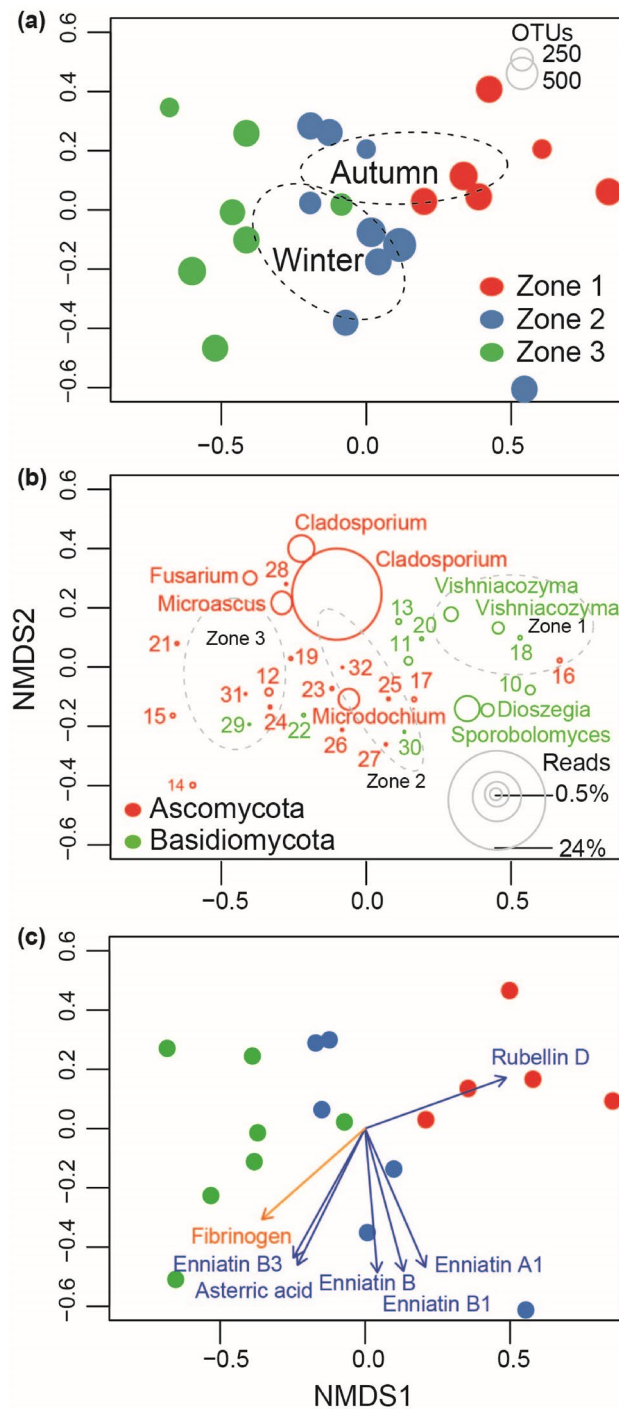 (a)
0.6
0.4
0.2
0.0
−0.2
−0.4
−0.6
OTUs
250
500
Autumn
Winter
Zone 1
Zone 2
Zone 3
−0.5
0.0
0.5
(b)
NMDS2
0.6
0.4
0.2
0.0
−0.2
−0.4
−0.6
Cladosporium
Cladosporium
28
Fusarium
Microascus
Vishniacozyma
Vishniacozyma
13
20
Zone 1
11
18
21
Zone 3
19
32
16
12
23
25
17
10
31
15
29
24
22
Microdochium
Dioszegia
Sporobolomyces
26
30
27
Zone 2
14
Reads
0.5%
24%
Ascomycota
Basidiomycota
−0.5
0.0
0.5
(c)
0.6
0.4
0.2
0.0
−0.2
−0.4
−0.6
Rubellin D
Fibrinogen
Enniatin B3
Asterric acid
Enniatin B
Enniatin A1
Enniatin B1
−0.5
0.0
0.5
NMDS1